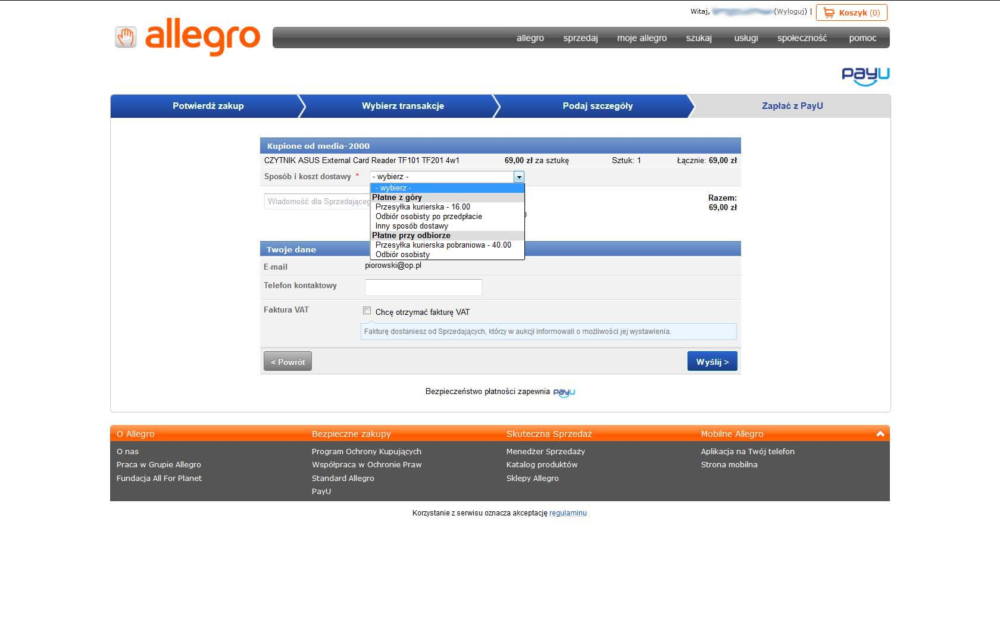 Witaj, (Wyloguj) | Koszyk (0)
allegro
allegro sprzedaj moje allegro szukaj usługi społeczność pomoc
PayU
Potwierdź zakup Wybierz transakcje Podaj szczegóły Zapłać z PayU
Kupione od media-2000
CZYTNIK ASUS External Card Reader TF101 TF201 4w1 69,00 zł za sztukę Sztuk: 1 Łącznie: 69,00 zł
Sposób i koszt dostawy * - wybierz -
- wybierz -
Płatne z góry
Przesyłka kurierska - 16.00
Odbiór osobisty po przedpłacie
Inny sposób dostawy
Płatne przy odbiorze
Przesyłka kurierska pobraniowa - 40.00
Odbiór osobisty
Wiadomość dla Sprzedające
Razem:
69,00 zł
Twoje dane
E-mail piorowski@op.pl
Telefon kontaktowy
Faktura VAT Chcę otrzymać fakturę VAT
Fakturę dostaniesz od Sprzedających, którzy w aukcji informowali o możliwości jej wystawienia.
< Powrót Wyślij >
Bezpieczeństwo płatności zapewnia PayU
O Allegro Bezpieczne zakupy Skuteczna Sprzedaż Mobilne Allegro
O nas Program Ochrony Kupujących Menedżer Sprzedaży Aplikacja na Twój telefon
Praca w Grupie Allegro Współpraca w Ochronie Praw Katalog produktów Strona mobilna
Fundacja All For Planet Standard Allegro Sklepy Allegro
PayU
Korzystanie z serwisu oznacza akceptację regulaminu